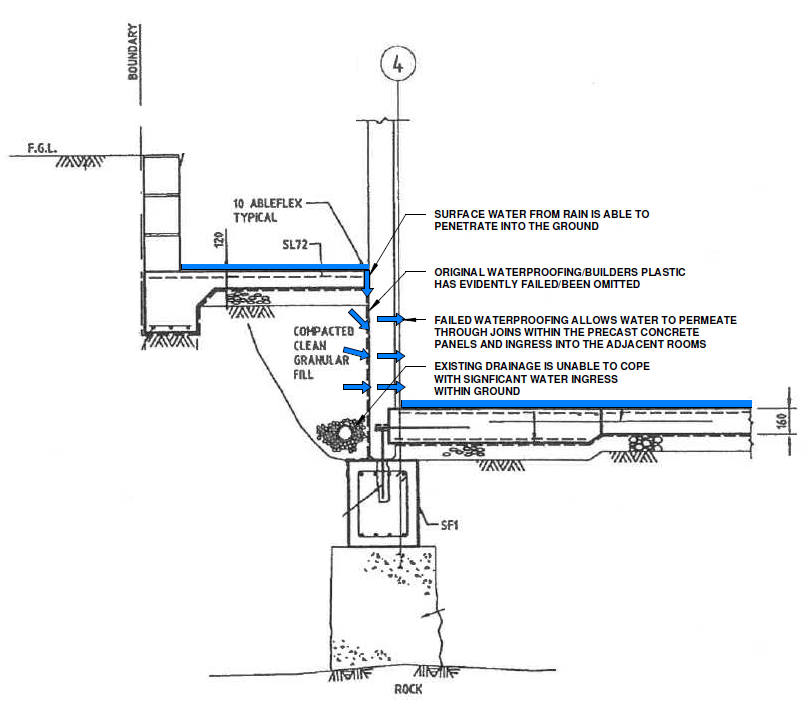 BOUNDARY
4
F.G.L.
10 ABLEFLEX
TYPICAL
120
SL72
SURFACE WATER FROM RAIN IS ABLE TO
PENETRATE INTO THE GROUND
ORIGINAL WATERPROOFING/BUILDERS PLASTIC
HAS EVIDENTLY FAILED/BEEN OMITTED
FAILED WATERPROOFING ALLOWS WATER TO PERMEATE
THROUGH JOINS WITHIN THE PRECAST CONCRETE
PANELS AND INGRESS INTO THE ADJACENT ROOMS
COMPACTED
CLEAN
GRANULAR
FILL
EXISTING DRAINAGE IS UNABLE TO COPE
WITH SIGNFICANT WATER INGRESS
WITHIN GROUND
160
SF1
ROCK